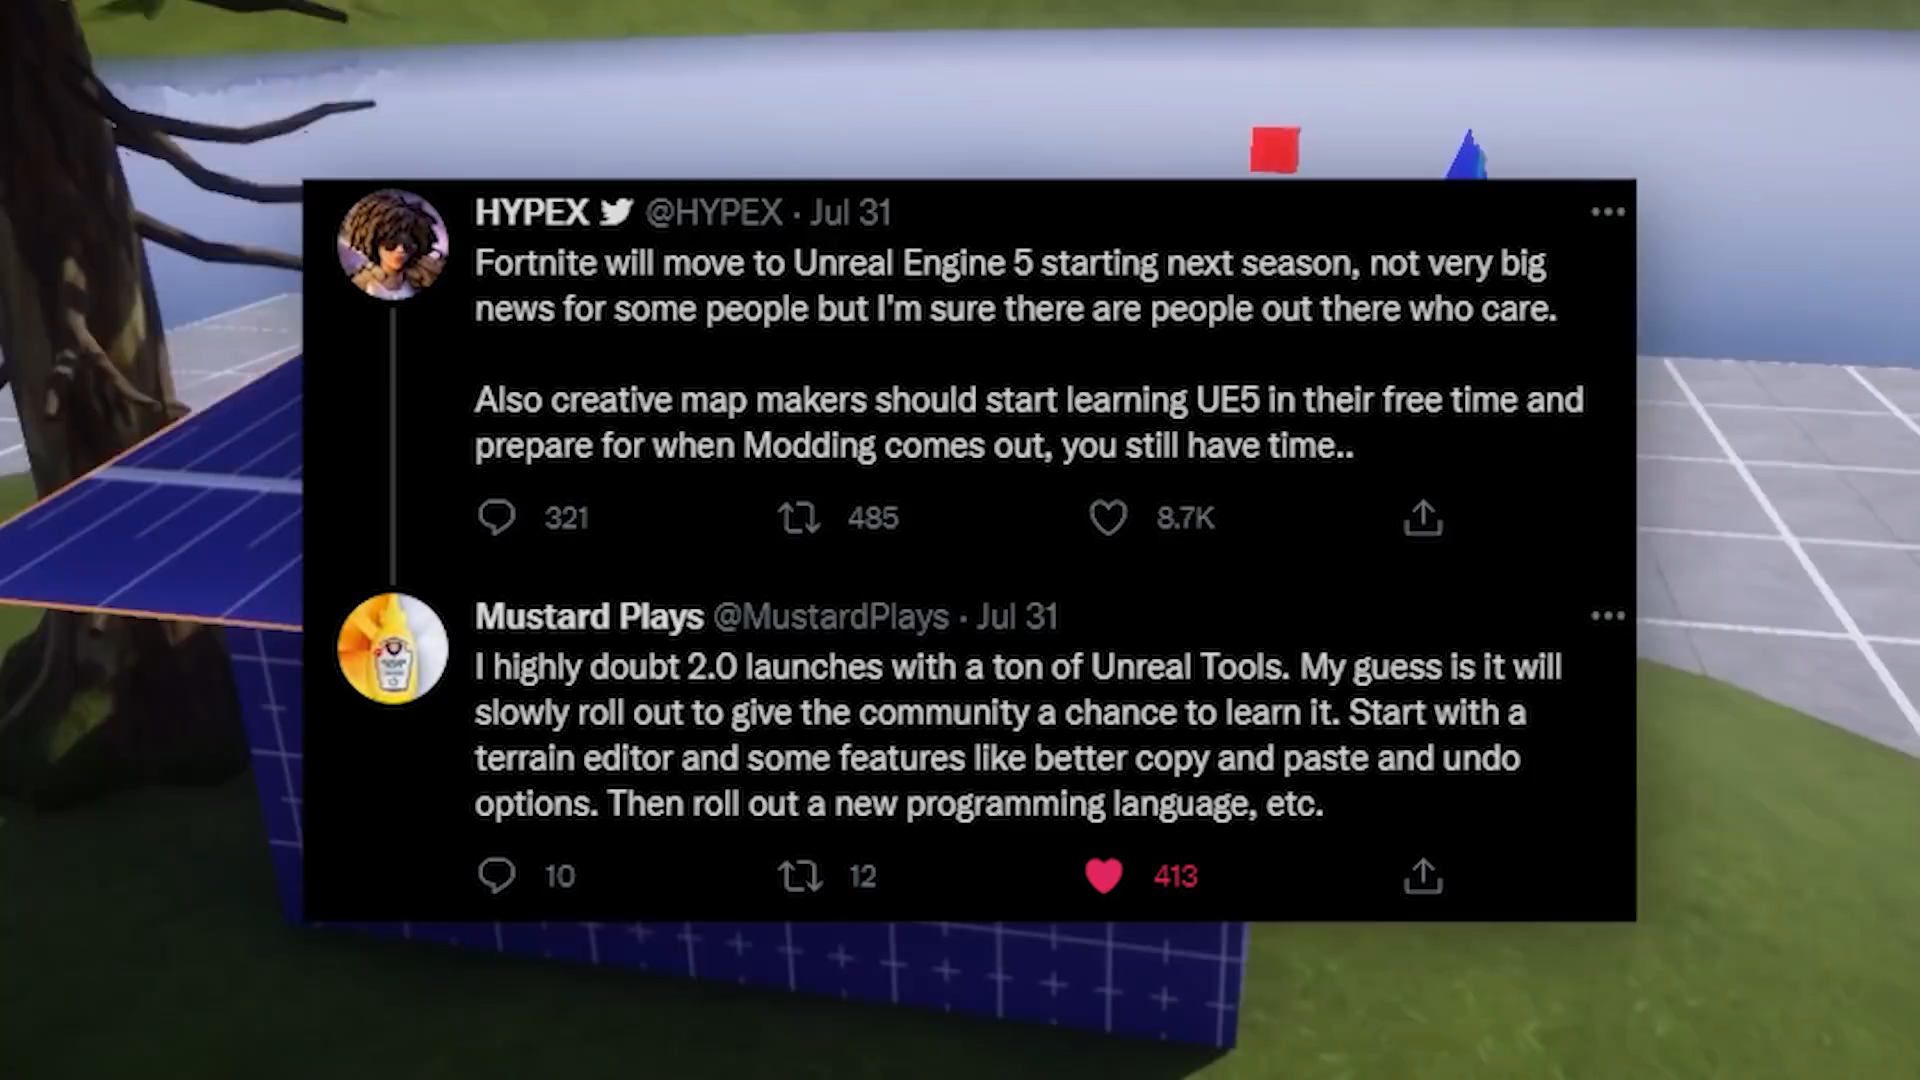 HYPEX @HYPEX · Jul 31
Fortnite will move to Unreal Engine 5 starting next season, not very big
news for some people but I'm sure there are people out there who care.
Also creative map makers should start learning UE5 in their free time and
prepare for when Modding comes out, you still have time..
321 485 8.7K
Mustard Plays @MustardPlays · Jul 31
I highly doubt 2.0 launches with a ton of Unreal Tools. My guess is it will
slowly roll out to give the community a chance to learn it. Start with a
terrain editor and some features like better copy and paste and undo
options. Then roll out a new programming language, etc.
10 12 413